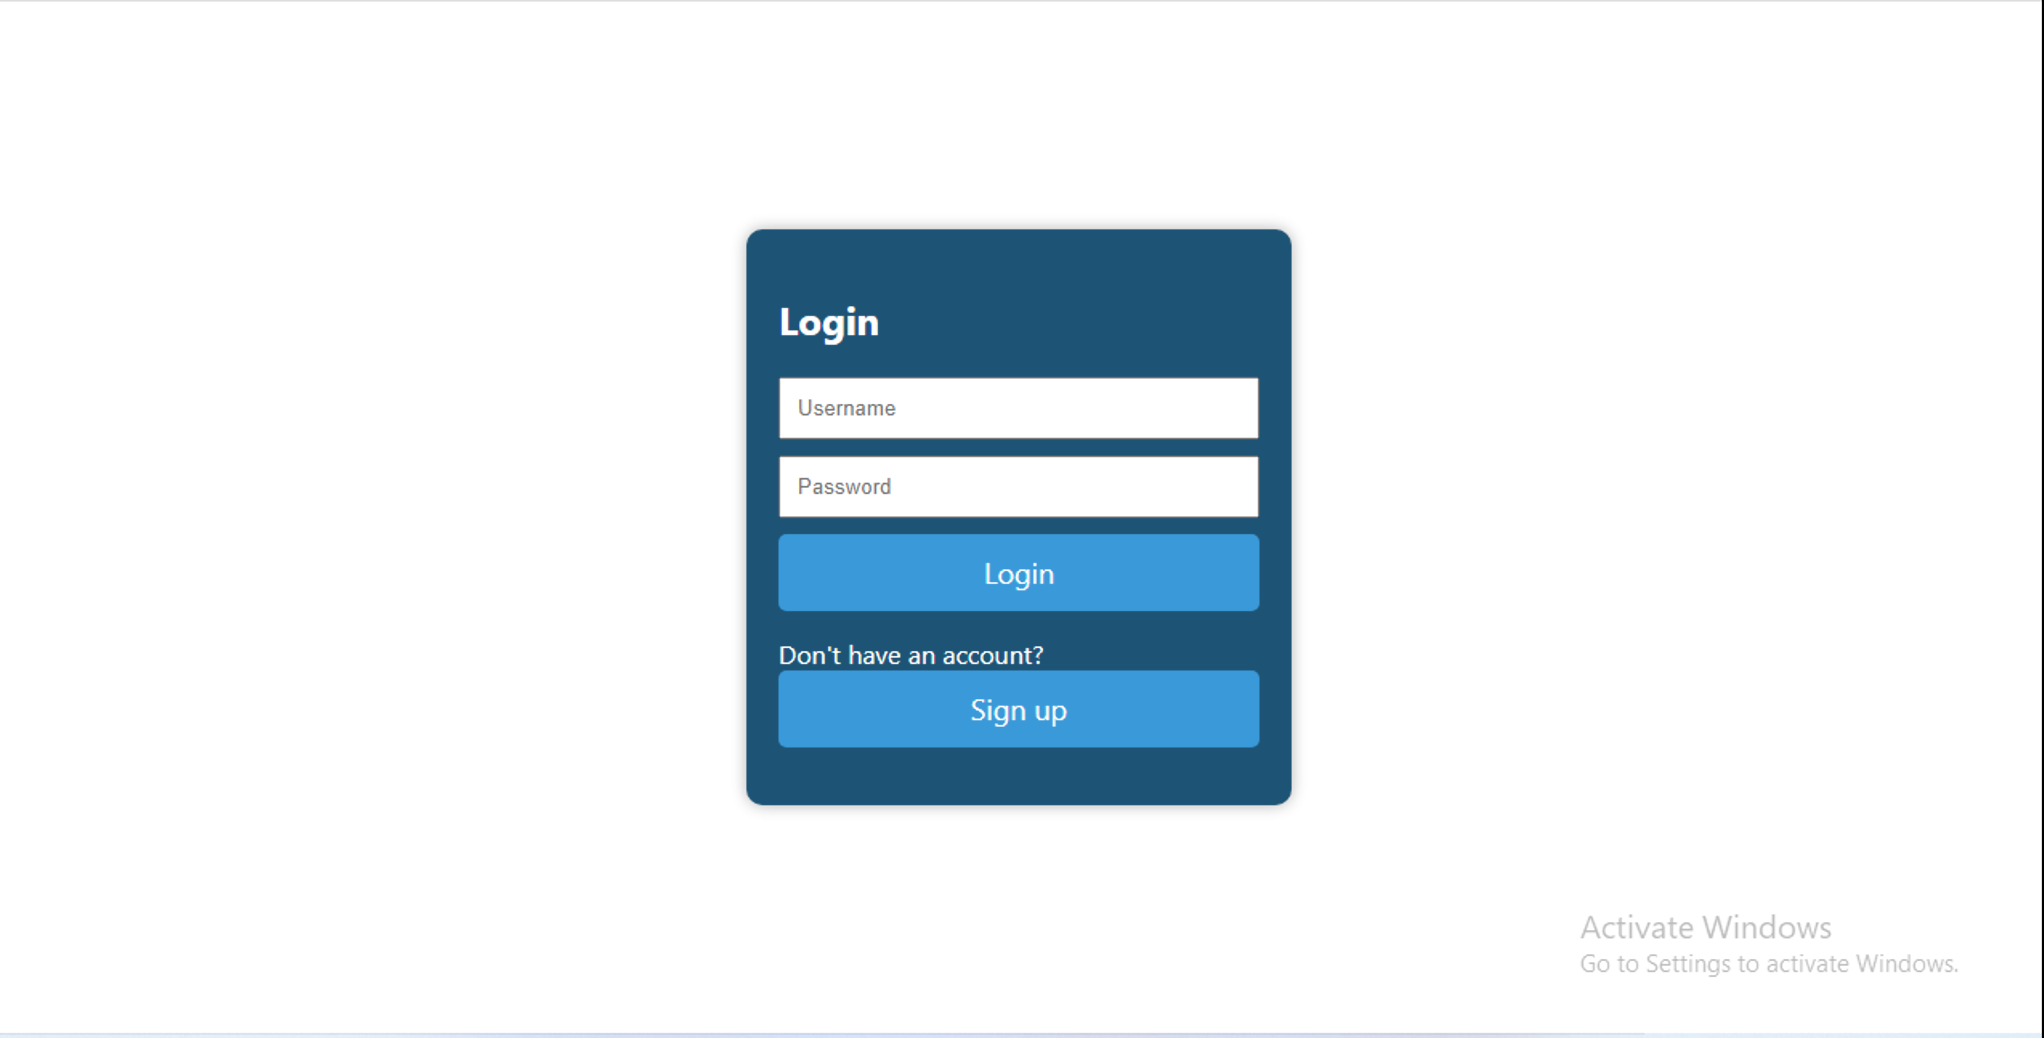 Login
Username
Password
Login
Don't have an account?
Sign up
Activate Windows
Go to Settings to activate Windows.